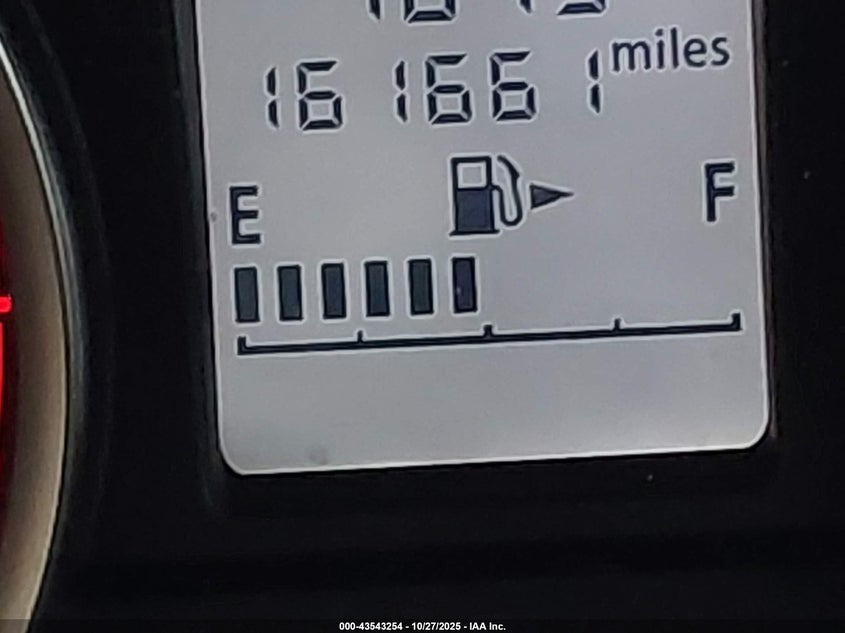 161661 miles
E F
000-43543254 - 10/27/2025 - IAA Inc.